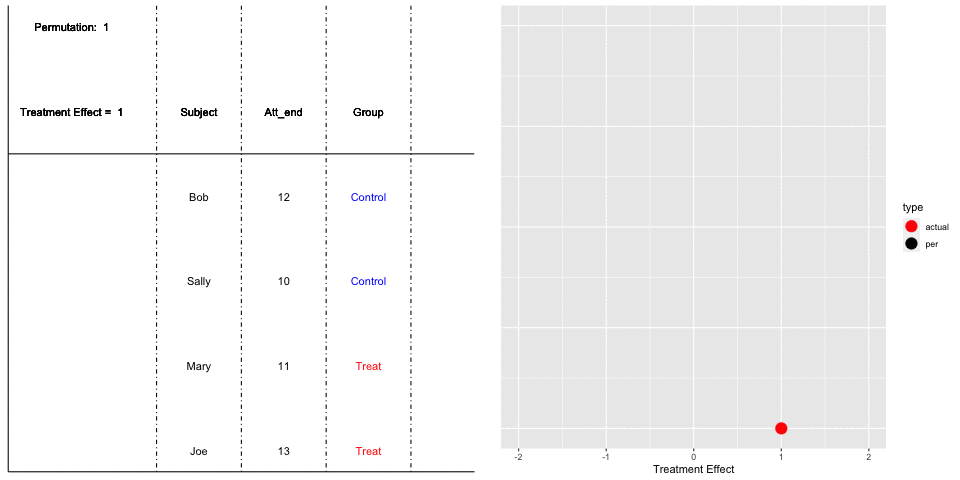 Permutation: 1
Treatment Effect = 1 Subject Att_end Group
Bob 12 Control
Sally 10 Control
Mary 11 Treat
Joe 13 Treat
-2 -1 0 1 2
Treatment Effect
type
actual
per